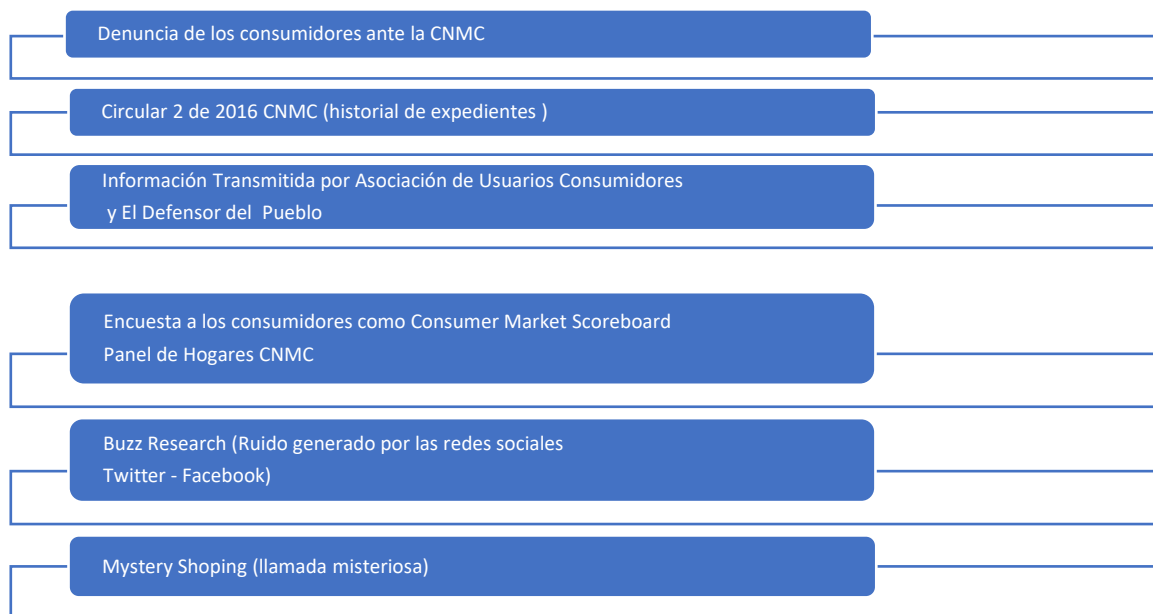 Denuncia de los consumidores ante la CNMC
Circular 2 de 2016 CNMC (historial de expedientes )
Información Transmitida por Asociación de Usuarios Consumidores
y El Defensor del Pueblo
Encuesta a los consumidores como Consumer Market Scoreboard
Panel de Hogares CNMC
Buzz Research (Ruido generado por las redes sociales
Twitter - Facebook)
Mystery Shoping (llamada misteriosa)